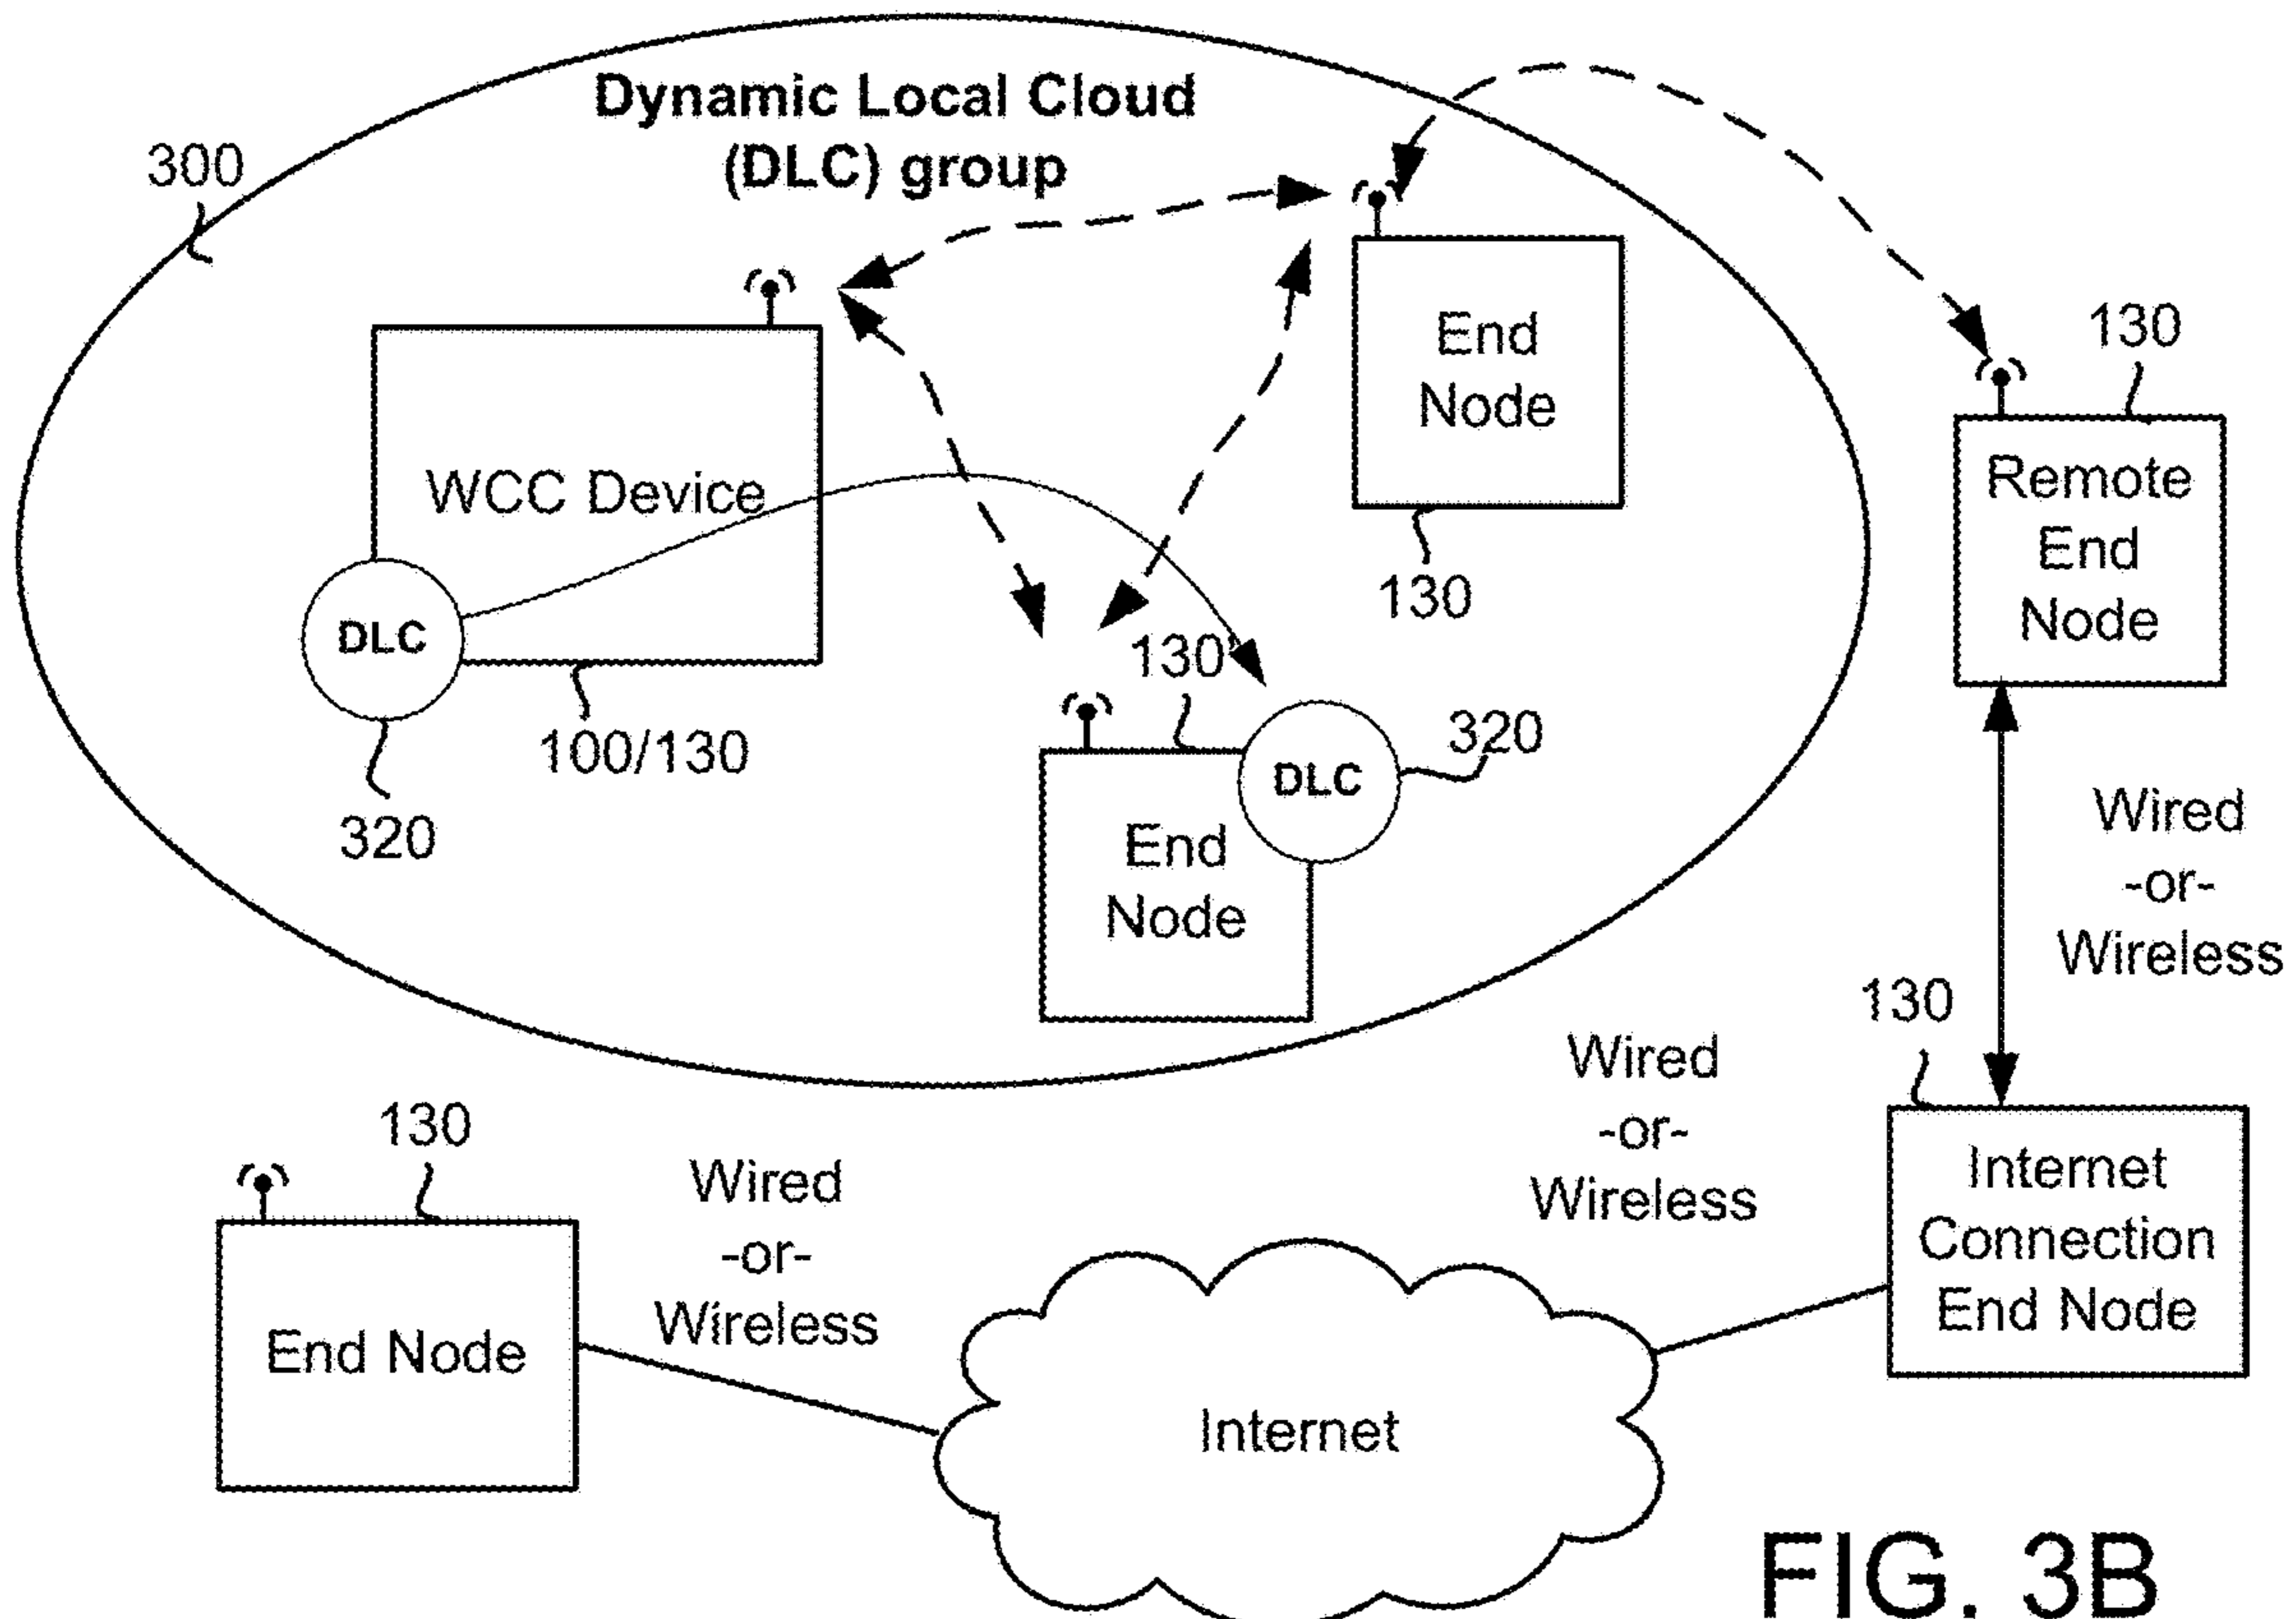 Dynamic Local Cloud
(DLC) group
300
WCC Device
DLC
100/130
320
End
Node
130
130
DLC
320
End
Node
130
Remote
End
Node
Wired
-or-
Wireless
130
Internet
Connection
End Node
Wired
-or-
Wireless
130
End Node
Wired
-or-
Wireless
Internet
FIG. 3B